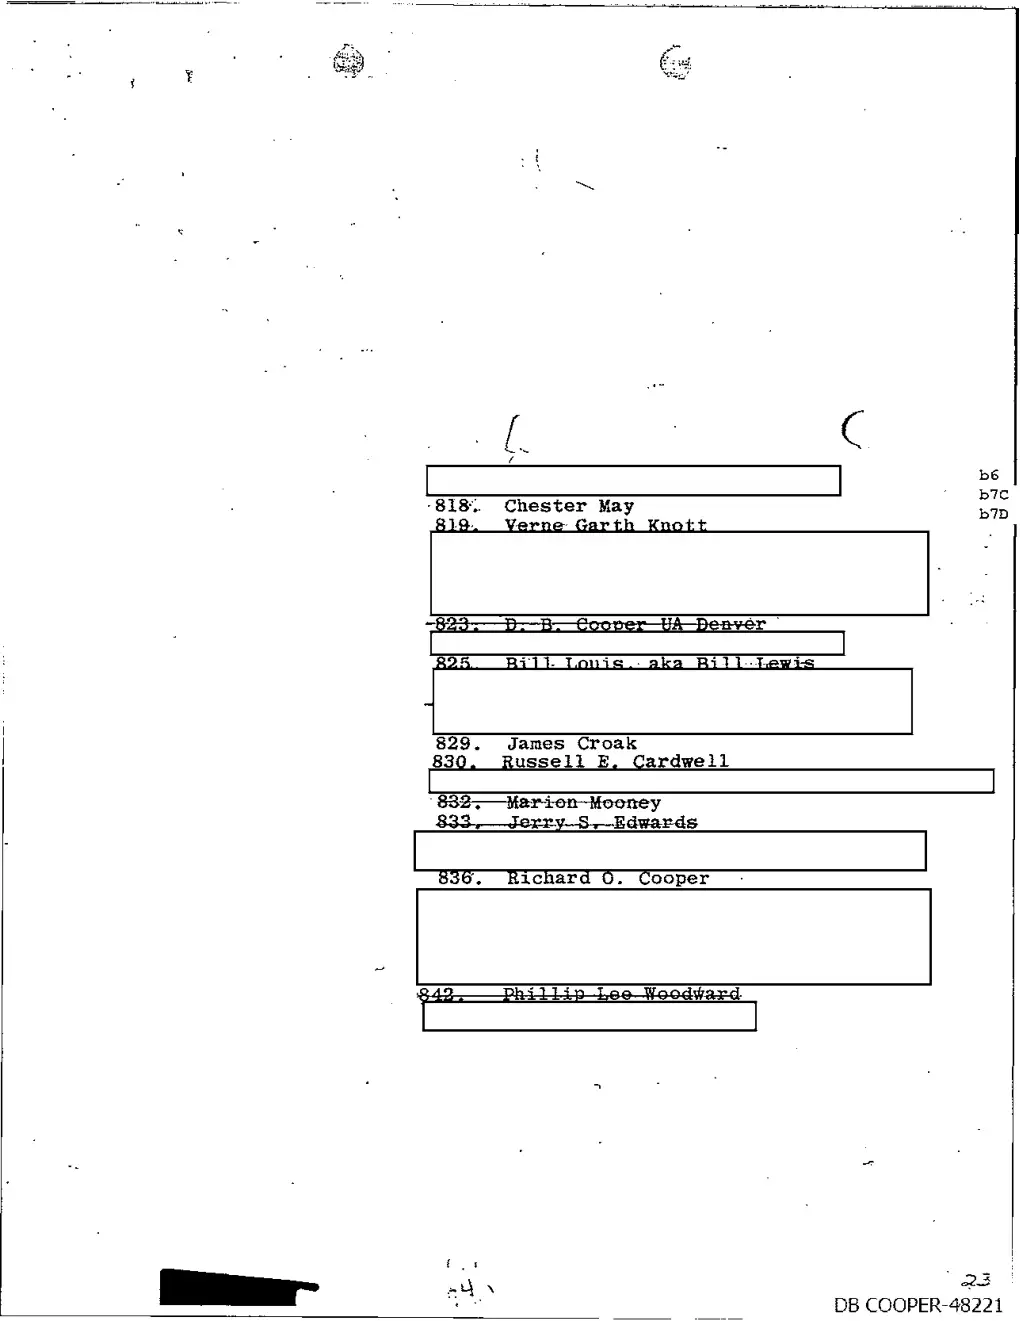 b6
b7C
b7D
818. Chester May
819. Verne Garth Knott
823. D. B. Cooper UA Denver
825. Bill Louis, aka Bill Lewis
829. James Croak
830. Russell E. Cardwell
832. Marion Mooney
833. Jerry S. Edwards
836. Richard O. Cooper
842. Phillip Lee Woodward
4
23
DB COOPER-48221